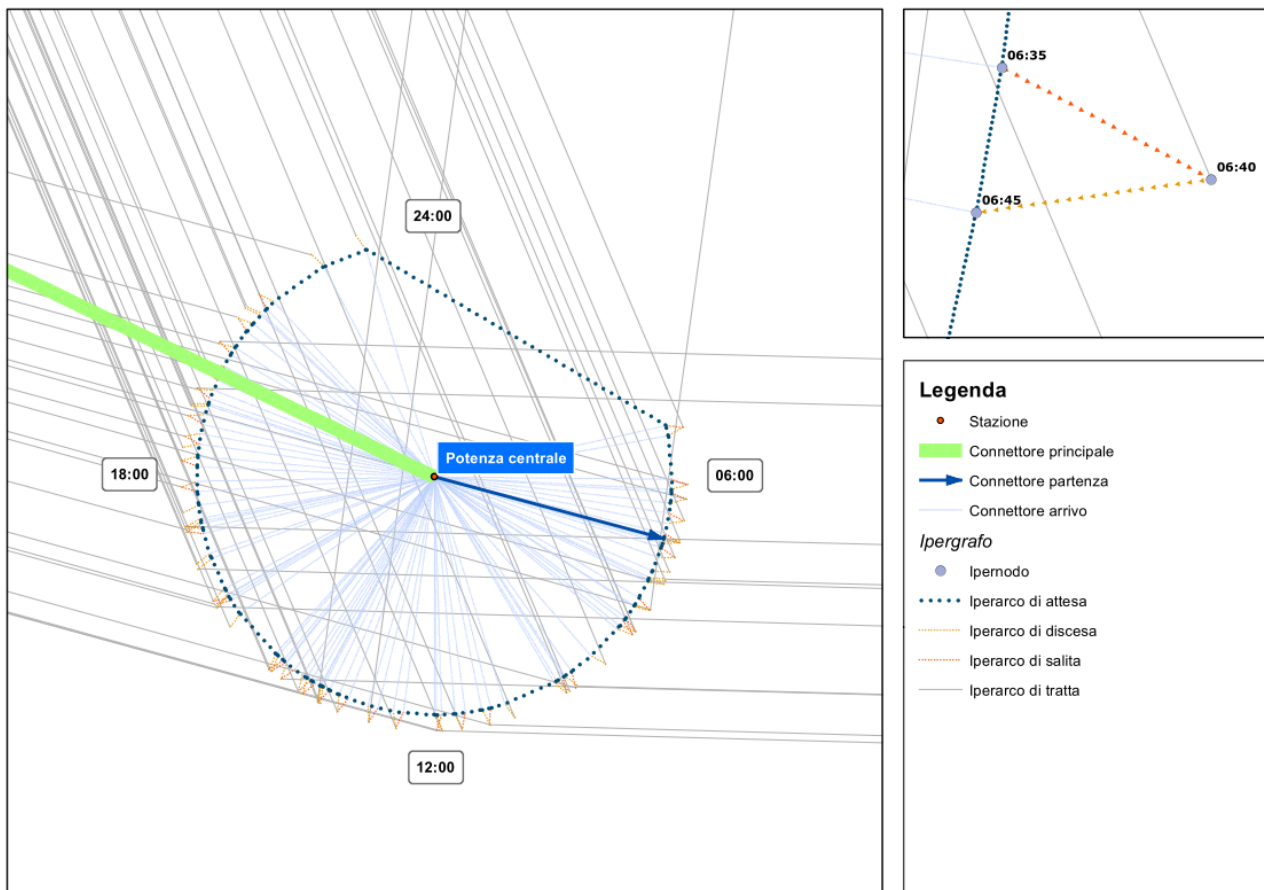 24:00
Potenza centrale
18:00
06:00
12:00
06:35
06:40
06:45
Legenda
Stazione
Connettore principale
Connettore partenza
Connettore arrivo
Ipergrafo
Ipernodo
Iperarco di attesa
Iperarco di discesa
Iperarco di salita
Iperarco di tratta